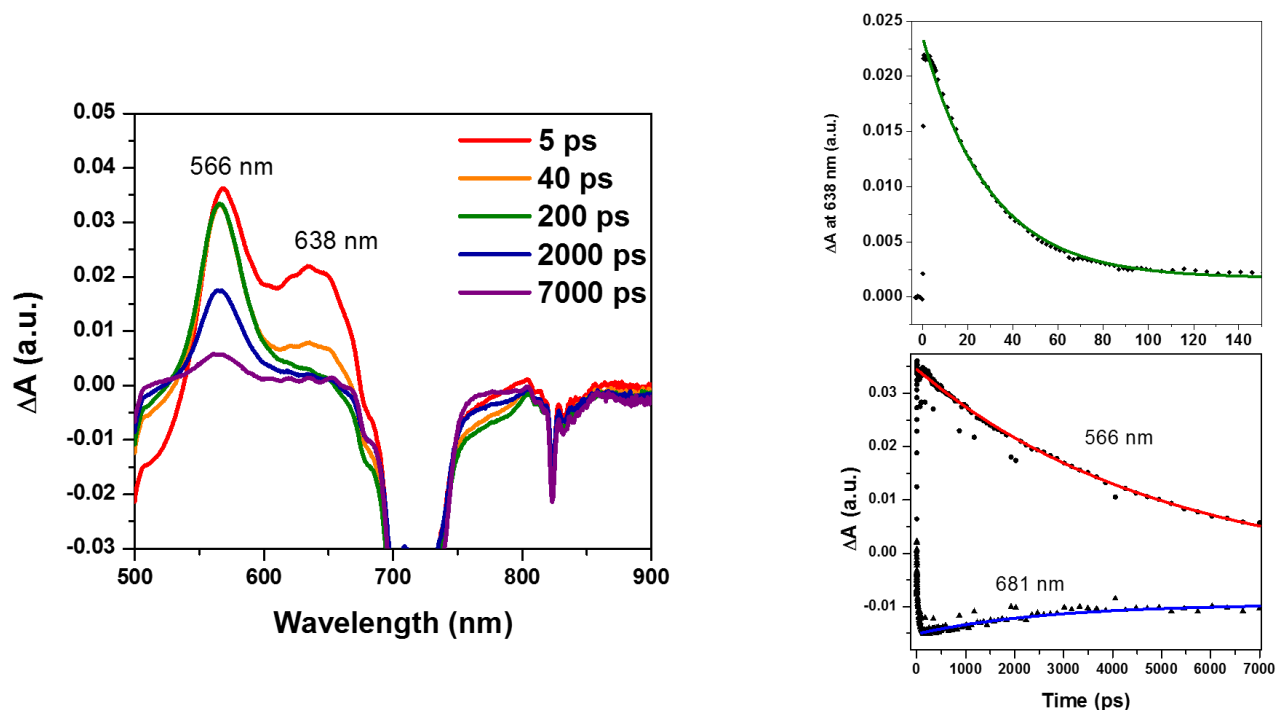 0.05
0.04
0.03
0.02
0.01
0.00
-0.01
-0.02
-0.03
ΔA (a.u.)
566 nm
638 nm
5 ps
40 ps
200 ps
2000 ps
7000 ps
500 600 700 800 900
Wavelength (nm)
0.025
0.020
0.015
0.010
0.005
0.000
ΔA at 638 nm (a.u.)
0 20 40 60 80 100 120 140
0.03
0.02
0.01
0.00
-0.01
ΔA (a.u.)
566 nm
681 nm
0 1000 2000 3000 4000 5000 6000 7000
Time (ps)